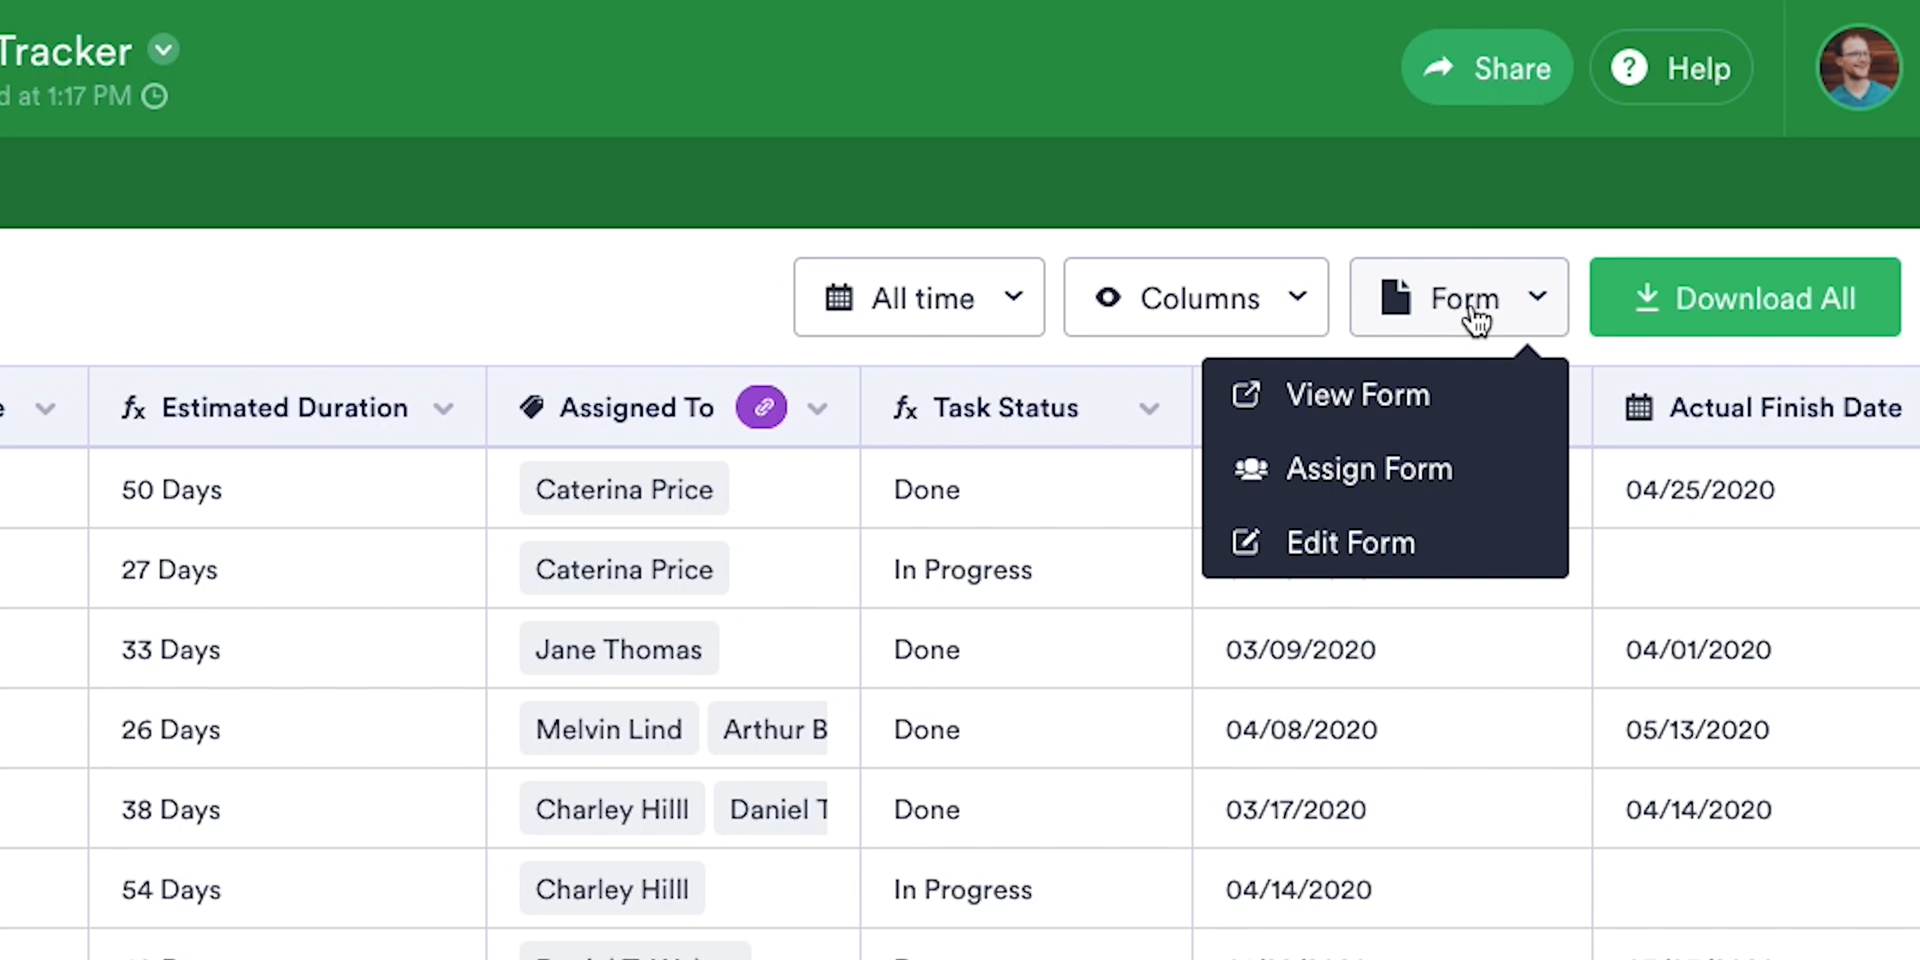 Tracker
d at 1:17 PM
Share
Help
All time
Columns
Form
Download All
View Form
Assign Form
Edit Form
e
fx Estimated Duration
Assigned To
fx Task Status
Actual Finish Date
50 Days
Caterina Price
Done
04/25/2020
27 Days
Caterina Price
In Progress
33 Days
Jane Thomas
Done
03/09/2020
04/01/2020
26 Days
Melvin Lind
Arthur B
Done
04/08/2020
05/13/2020
38 Days
Charley Hilll
Daniel T
Done
03/17/2020
04/14/2020
54 Days
Charley Hilll
In Progress
04/14/2020